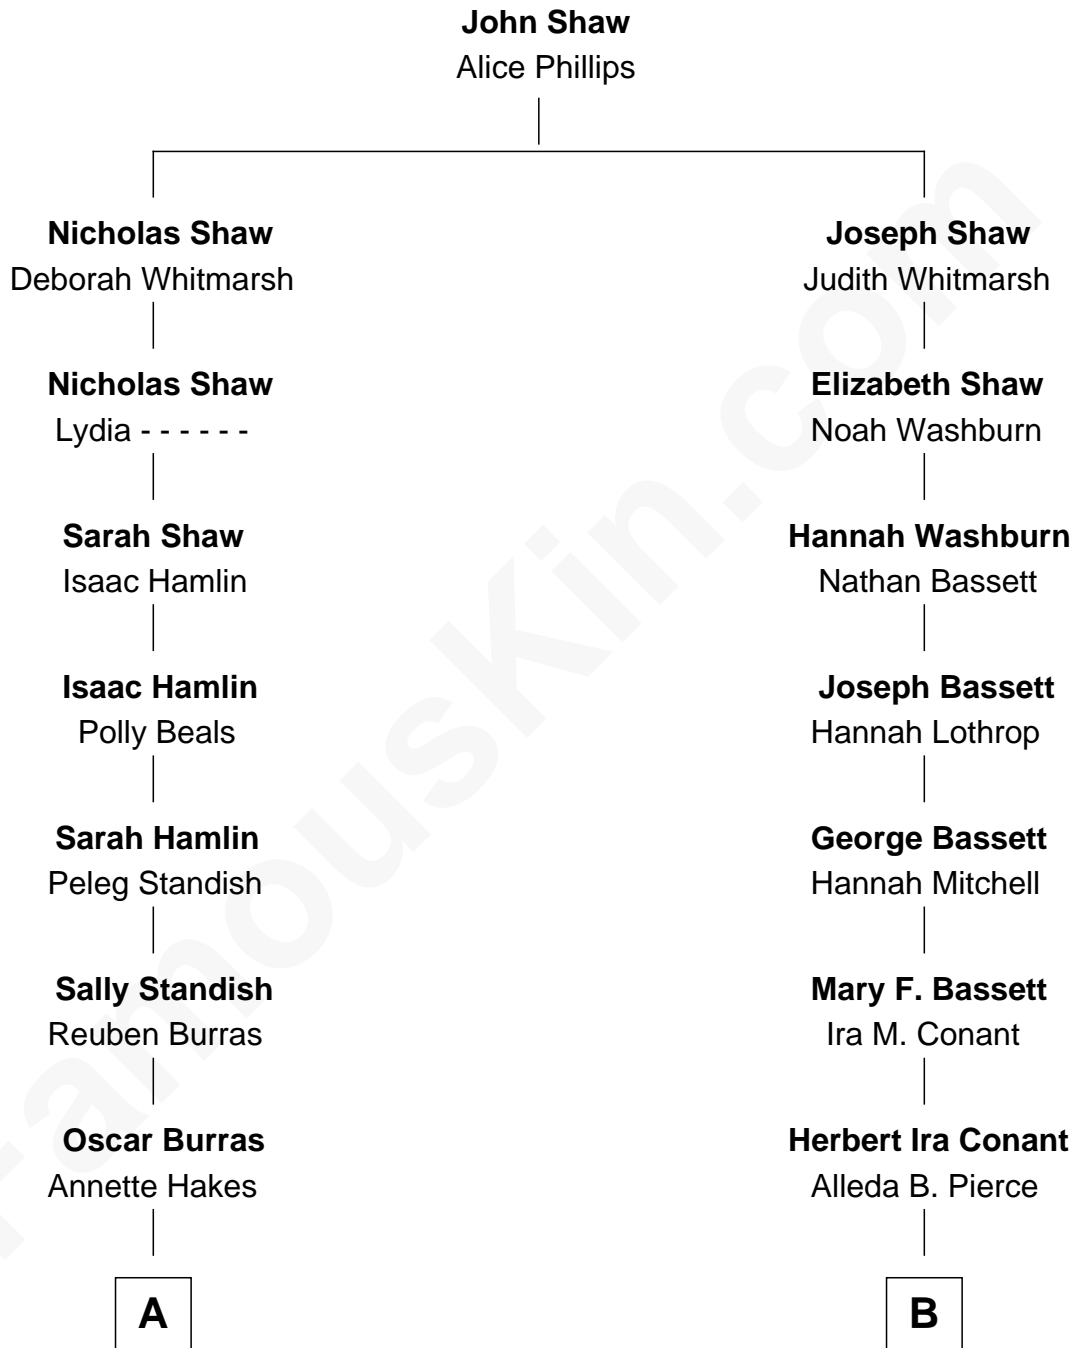 John Shaw
Alice Phillips
Nicholas Shaw
Deborah Whitmarsh
Joseph Shaw
Judith Whitmarsh
Nicholas Shaw
Lydia - - - - - -
Elizabeth Shaw
Noah Washburn
Sarah Shaw
Isaac Hamlin
Hannah Washburn
Nathan Bassett
Isaac Hamlin
Polly Beals
Joseph Bassett
Hannah Lothrop
Sarah Hamlin
Peleg Standish
George Bassett
Hannah Mitchell
Sally Standish
Reuben Burras
Mary F. Bassett
Ira M. Conant
Oscar Burras
Annette Hakes
Herbert Ira Conant
Alleda B. Pierce
A
B
FamousKin.com